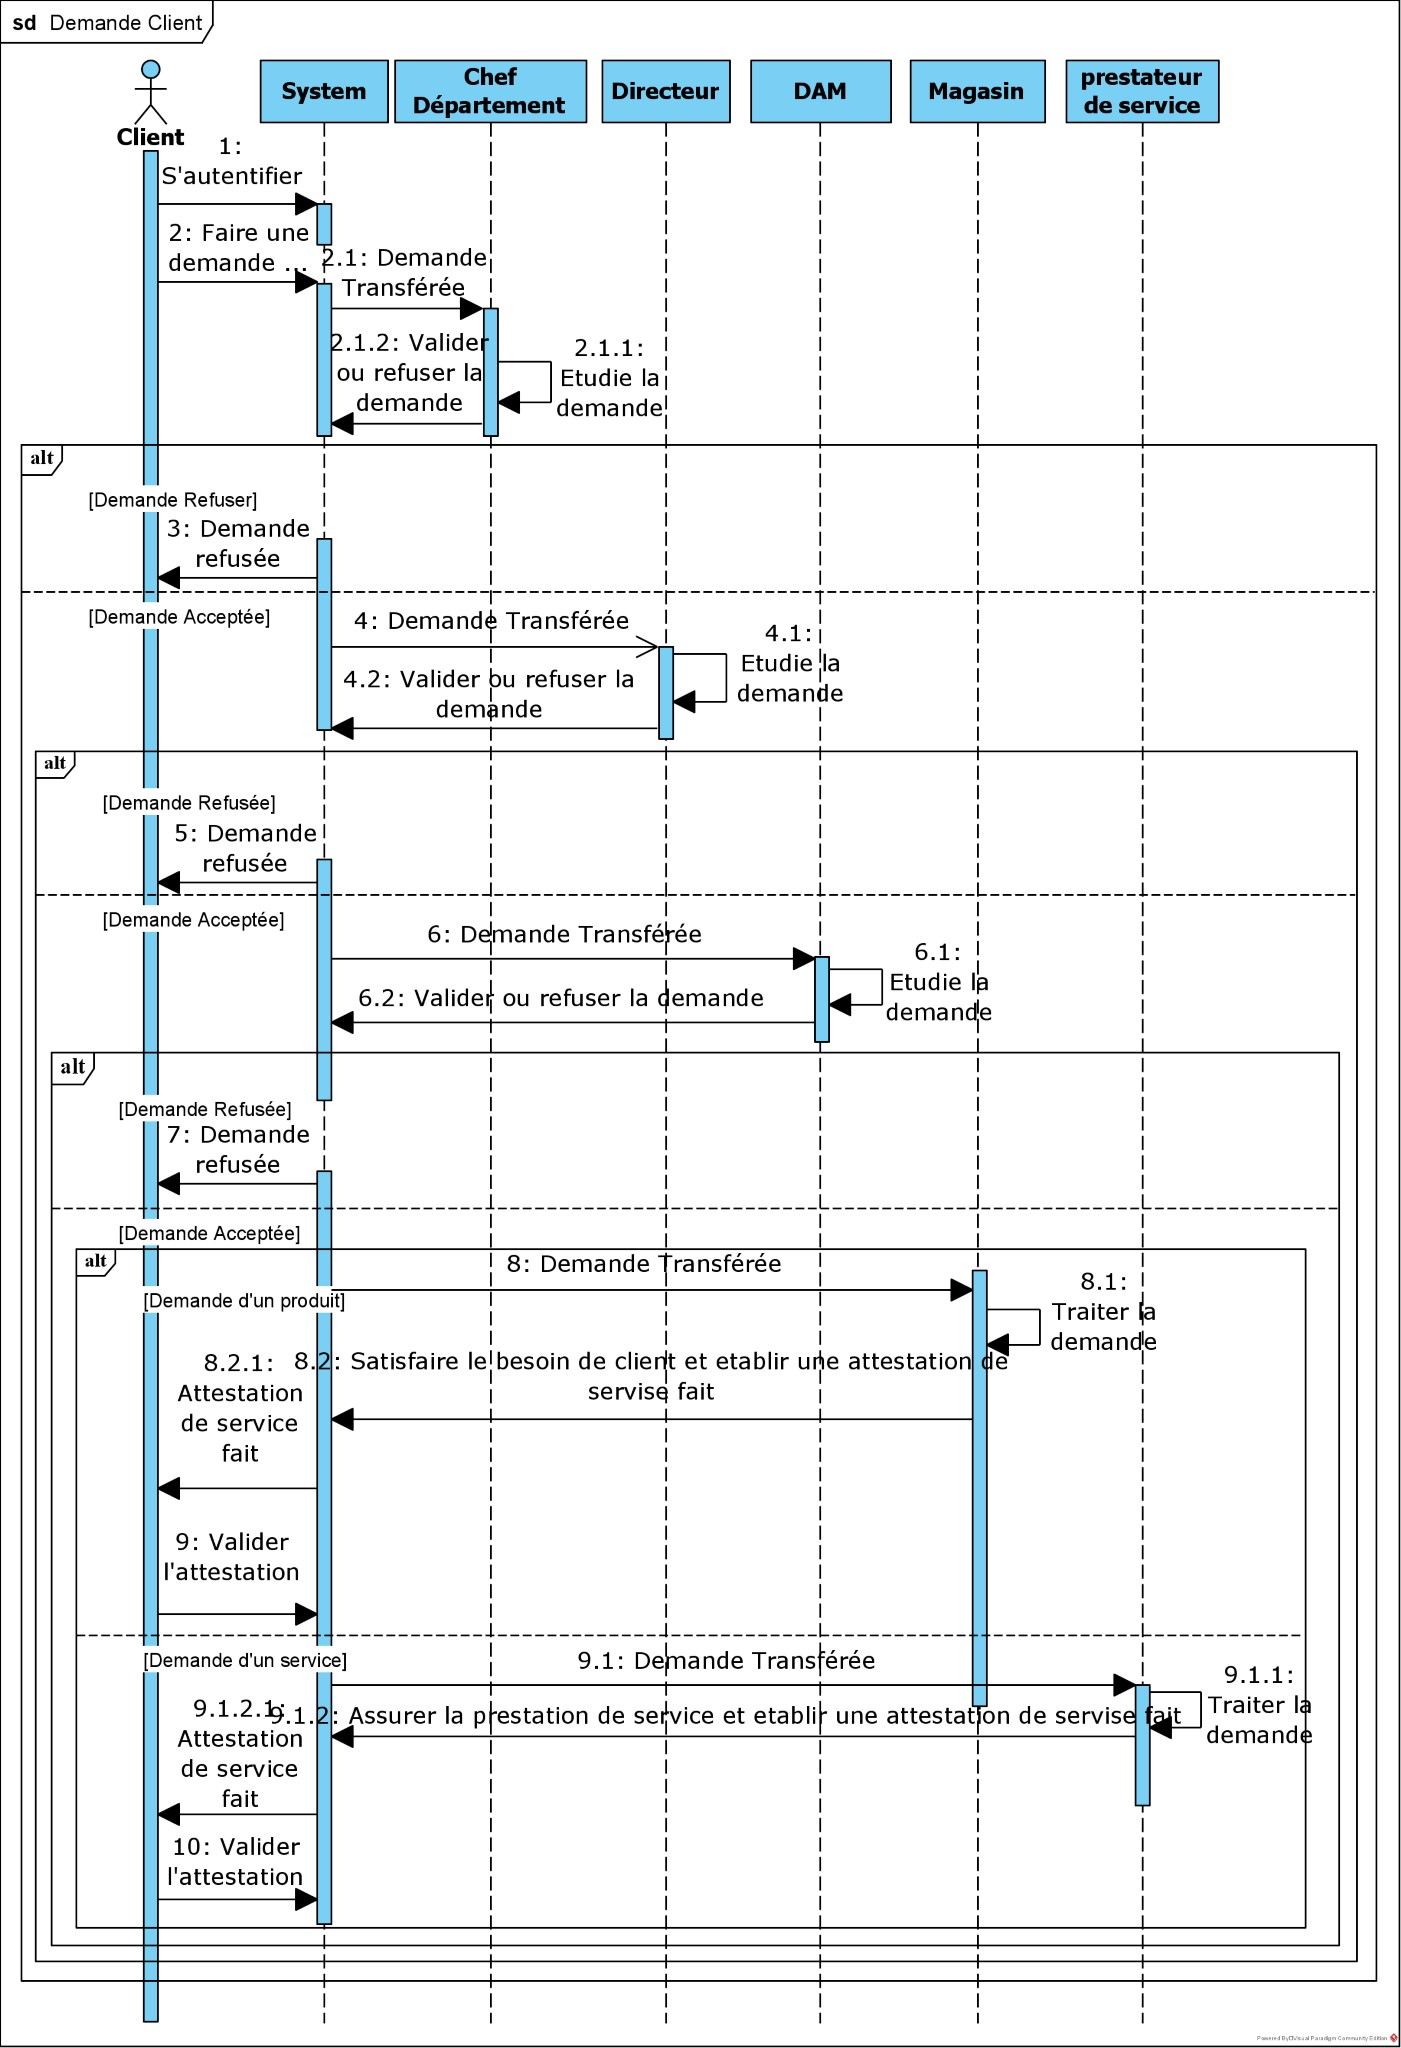 sd Demande Client
Client
System
Chef
Département
Directeur
DAM
Magasin
prestateur
de service
1:
S'autentifier
2: Faire une
demande ...
2.1: Demande
Transférée
2.1.2: Valider
ou refuser la
demande
2.1.1:
Etudie la
demande
alt
[Demande Refuser]
3: Demande
refusée
[Demande Acceptée]
4: Demande Transférée
4.1:
Etudie la
demande
4.2: Valider ou refuser la
demande
alt
[Demande Refusée]
5: Demande
refusée
[Demande Acceptée]
6: Demande Transférée
6.1:
Etudie la
demande
6.2: Valider ou refuser la demande
alt
[Demande Refusée]
7: Demande
refusée
[Demande Acceptée]
alt
8: Demande Transférée
[Demande d'un produit]
8.1:
Traiter la
demande
8.2: Satisfaire le besoin de client et etablir une attestation de
servise fait
8.2.1:
Attestation
de service
fait
9: Valider
l'attestation
[Demande d'un service]
9.1: Demande Transférée
9.1.1:
Traiter la
demande
9.1.2: Assurer la prestation de service et etablir une attestation de servise fait
9.1.2.1:
Attestation
de service
fait
10: Valider
l'attestation
Powered By Visual Paradigm Community Edition